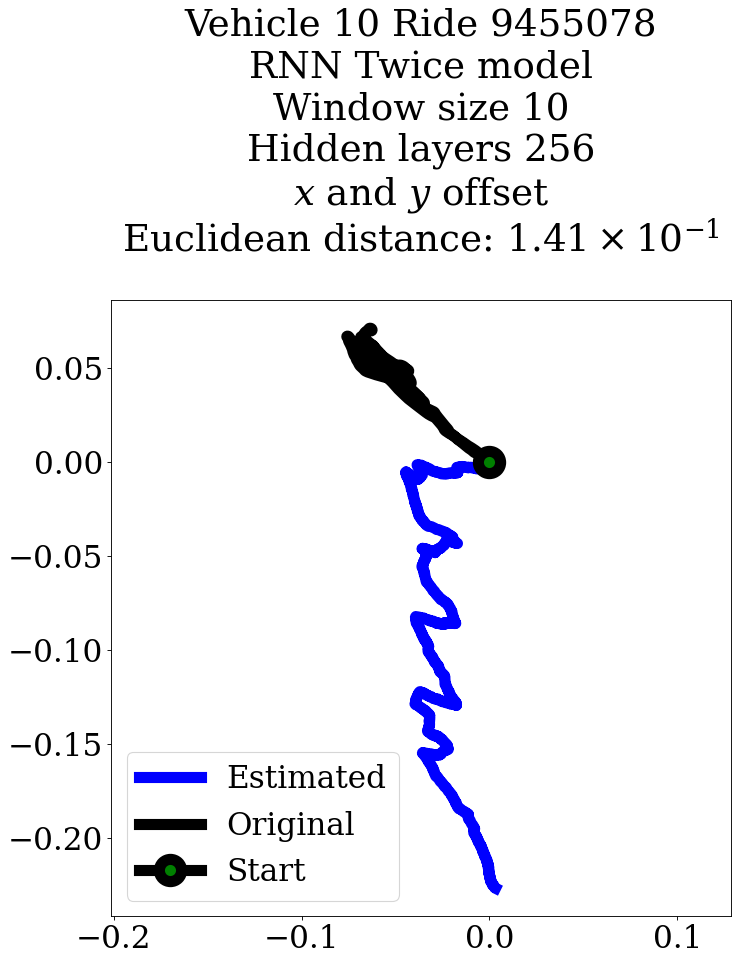 Vehicle 10 Ride 9455078
RNN Twice model
Window size 10
Hidden layers 256
x and y offset
Euclidean distance: 1.41 × 10⁻¹
0.05
0.00
−0.05
−0.10
−0.15
−0.20
Estimated
Original
Start
−0.2 −0.1 0.0 0.1